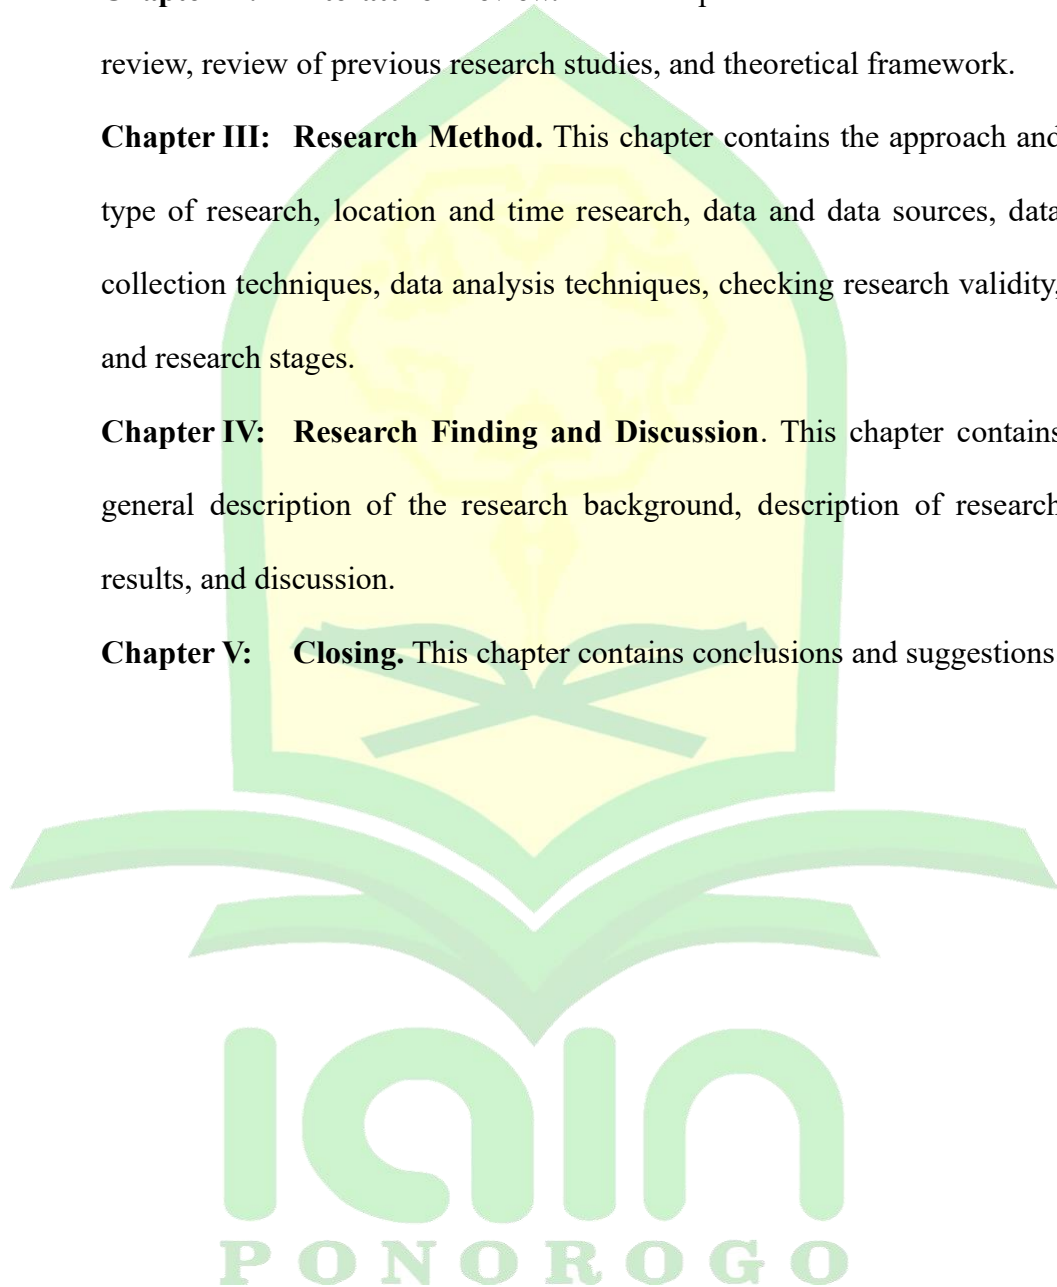 review, review of previous research studies, and theoretical framework.
Chapter III: Research Method. This chapter contains the approach and
type of research, location and time research, data and data sources, data
collection techniques, data analysis techniques, checking research validity,
and research stages.
Chapter IV: Research Finding and Discussion. This chapter contains
general description of the research background, description of research
results, and discussion.
Chapter V: Closing. This chapter contains conclusions and suggestions
IAIN
PONOROGO